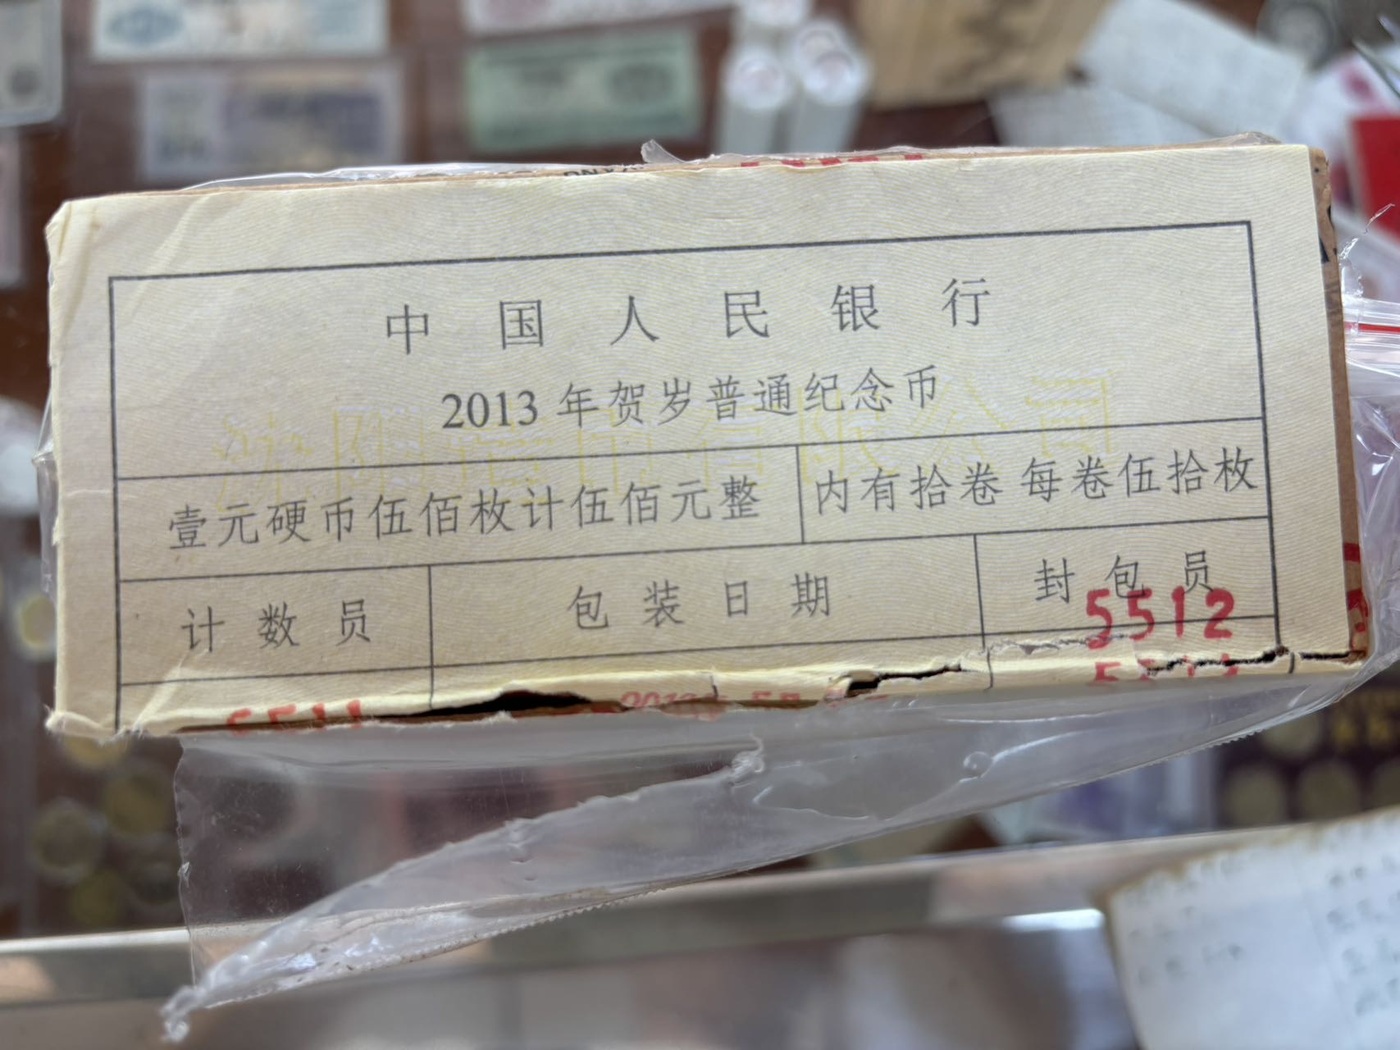 中国人民银行
2013年贺岁普通纪念币
壹元硬币伍佰枚计伍佰元整 内有拾卷 每卷伍拾枚
计数员 包装日期 封包员
5512